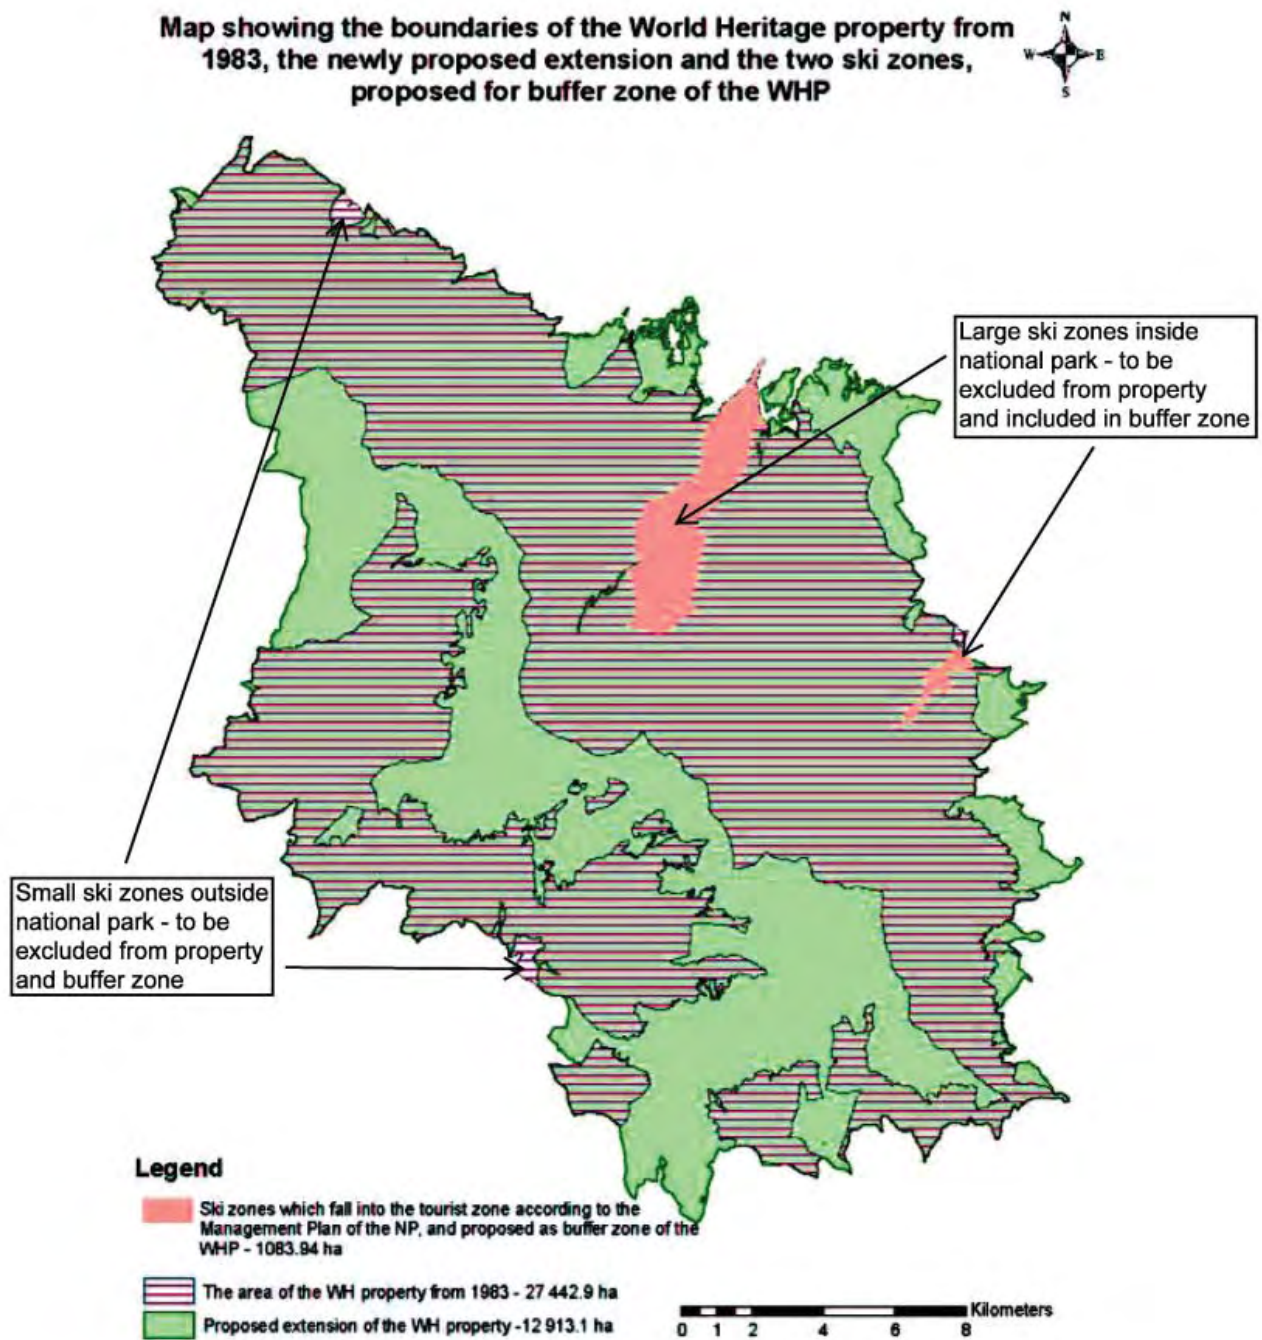 Map showing the boundaries of the World Heritage property from
1983, the newly proposed extension and the two ski zones,
proposed for buffer zone of the WHP
N
W
E
S
Large ski zones inside
national park - to be
excluded from property
and included in buffer zone
Small ski zones outside
national park - to be
excluded from property
and buffer zone
Legend
Ski zones which fall into the tourist zone according to the
Management Plan of the NP, and proposed as buffer zone of the
WHP - 1083.94 ha
The area of the WH property from 1983 - 27 442.9 ha
Proposed extension of the WH property -12 913.1 ha
Kilometers
0 1 2 4 6 8